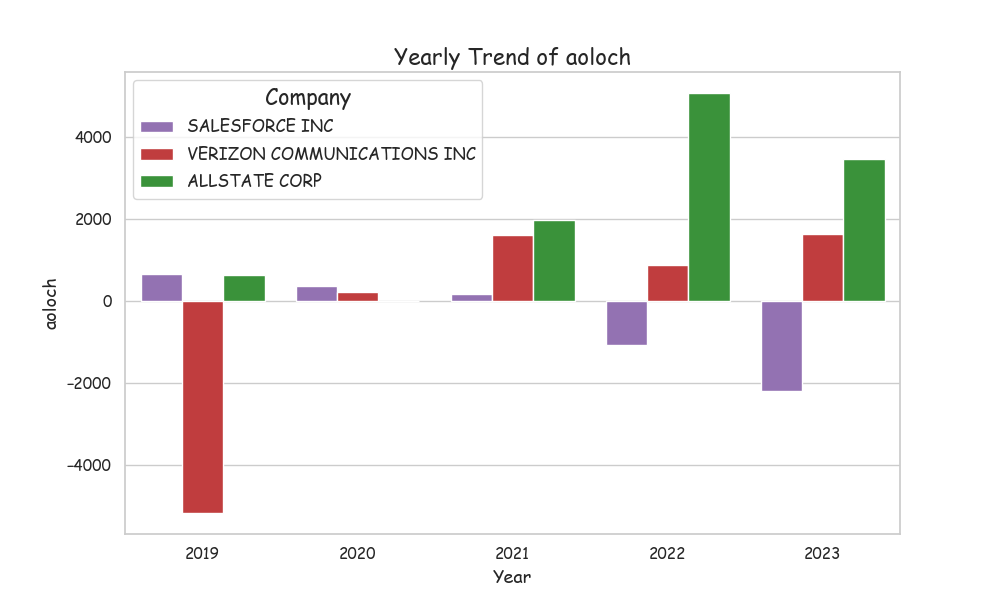 Yearly Trend of aoloch
Company
SALESFORCE INC
VERIZON COMMUNICATIONS INC
ALLSTATE CORP
4000
2000
0
−2000
−4000
aoloch
2019
2020
2021
2022
2023
Year